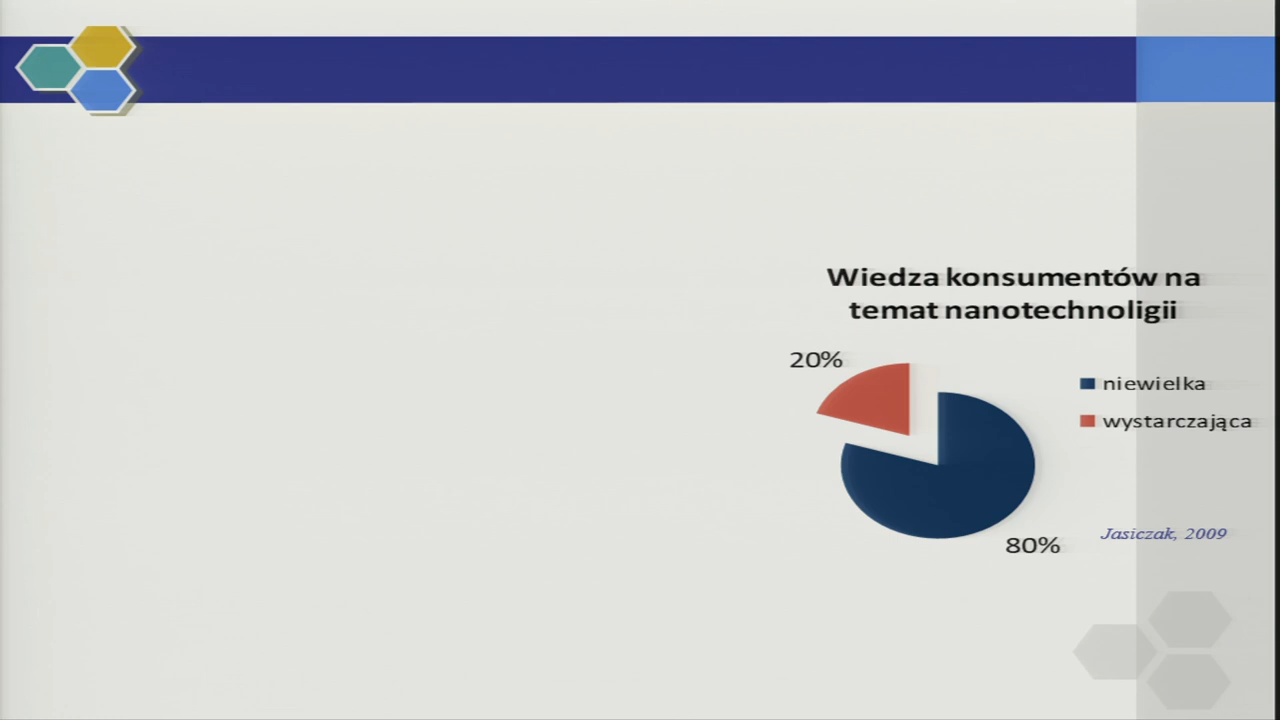 Wiedza konsumentów na
temat nanotechnoligii
20%
niewielka
wystarczająca
Jasiczak, 2009
80%